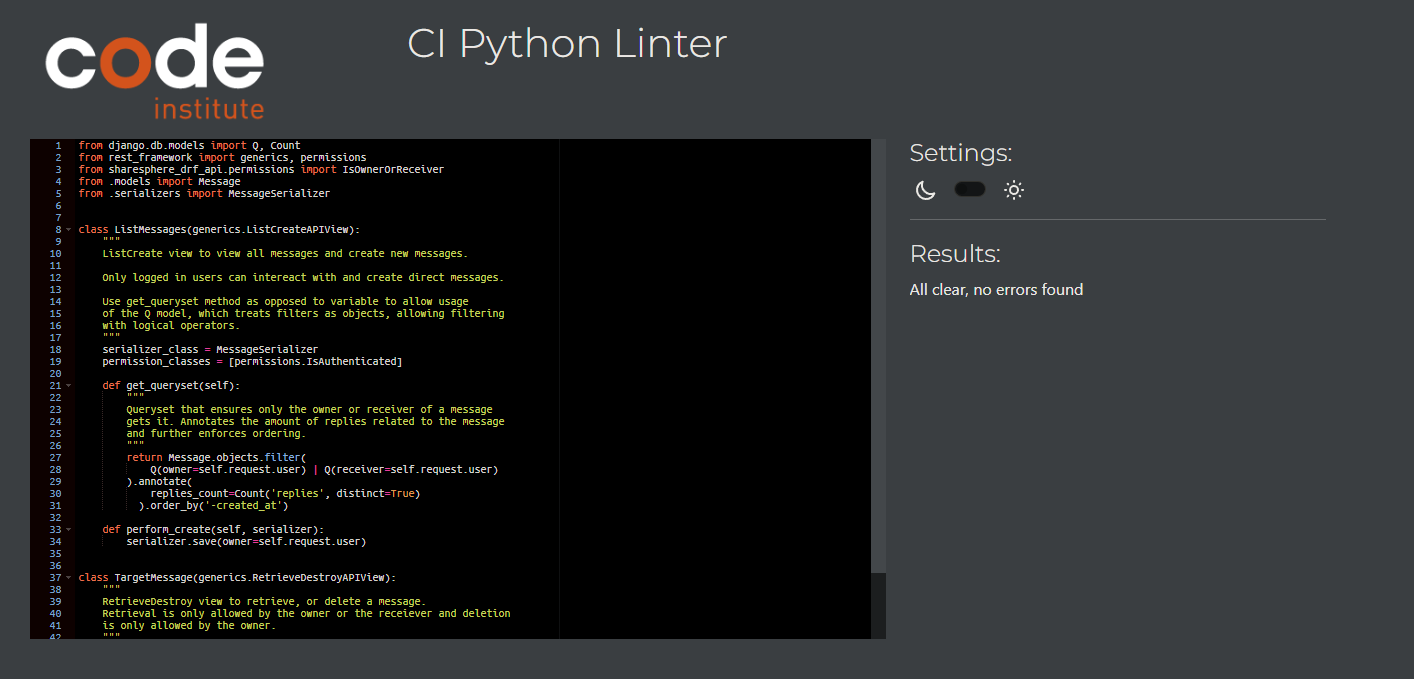 code
institute
CI Python Linter
1 from django.db.models import Q, Count
2 from rest_framework import generics, permissions
3 from sharesphere_drf_api.permissions import IsOwnerOrReceiver
4 from .models import Message
5 from .serializers import MessageSerializer
6
7
8 class ListMessages(generics.ListCreateAPIView):
9     """
10     ListCreate view to view all messages and create new messages.
11
12     Only logged in users can intereact with and create direct messages.
13
14     Use get_queryset method as opposed to variable to allow usage
15     of the Q model, which treats filters as objects, allowing filtering
16     with logical operators.
17     """
18     serializer_class = MessageSerializer
19     permission_classes = [permissions.IsAuthenticated]
20
21     def get_queryset(self):
22         """
23         Queryset that ensures only the owner or receiver of a message
24         gets it. Annotates the amount of replies related to the message
25         and further enforces ordering.
26         """
27         return Message.objects.filter(
28             Q(owner=self.request.user) | Q(receiver=self.request.user)
29         ).annotate(
30             replies_count=Count('replies', distinct=True)
31           ).order_by('-created_at')
32
33     def perform_create(self, serializer):
34         serializer.save(owner=self.request.user)
35
36
37 class TargetMessage(generics.RetrieveDestroyAPIView):
38     """
39     RetrieveDestroy view to retrieve, or delete a message.
40     Retrieval is only allowed by the owner or the receiever and deletion
41     is only allowed by the owner.
42     """
Settings:
Results:
All clear, no errors found